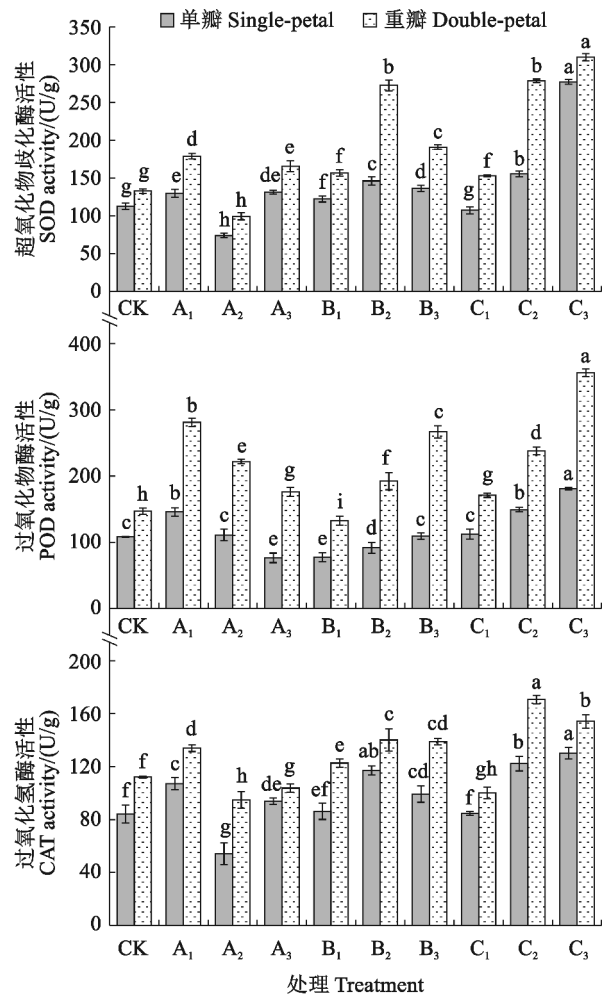 单瓣 Single-petal 重瓣 Double-petal
超氧化物歧化酶活性
SOD activity/(U/g)
350
300
250
200
150
100
50
0
g g e d h h de e f f c b d c g f b b a a
CK A₁ A₂ A₃ B₁ B₂ B₃ C₁ C₂ C₃
过氧化物酶活性
POD activity/(U/g)
400
300
200
100
0
c h b i c e e g e i d f c c c g b d a a
CK A₁ A₂ A₃ B₁ B₂ B₃ C₁ C₂ C₃
过氧化氢酶活性
CAT activity/(U/g)
200
160
120
80
40
0
f f c d g h de g ef e ab c cd cd f gh b a a b
CK A₁ A₂ A₃ B₁ B₂ B₃ C₁ C₂ C₃
处理 Treatment